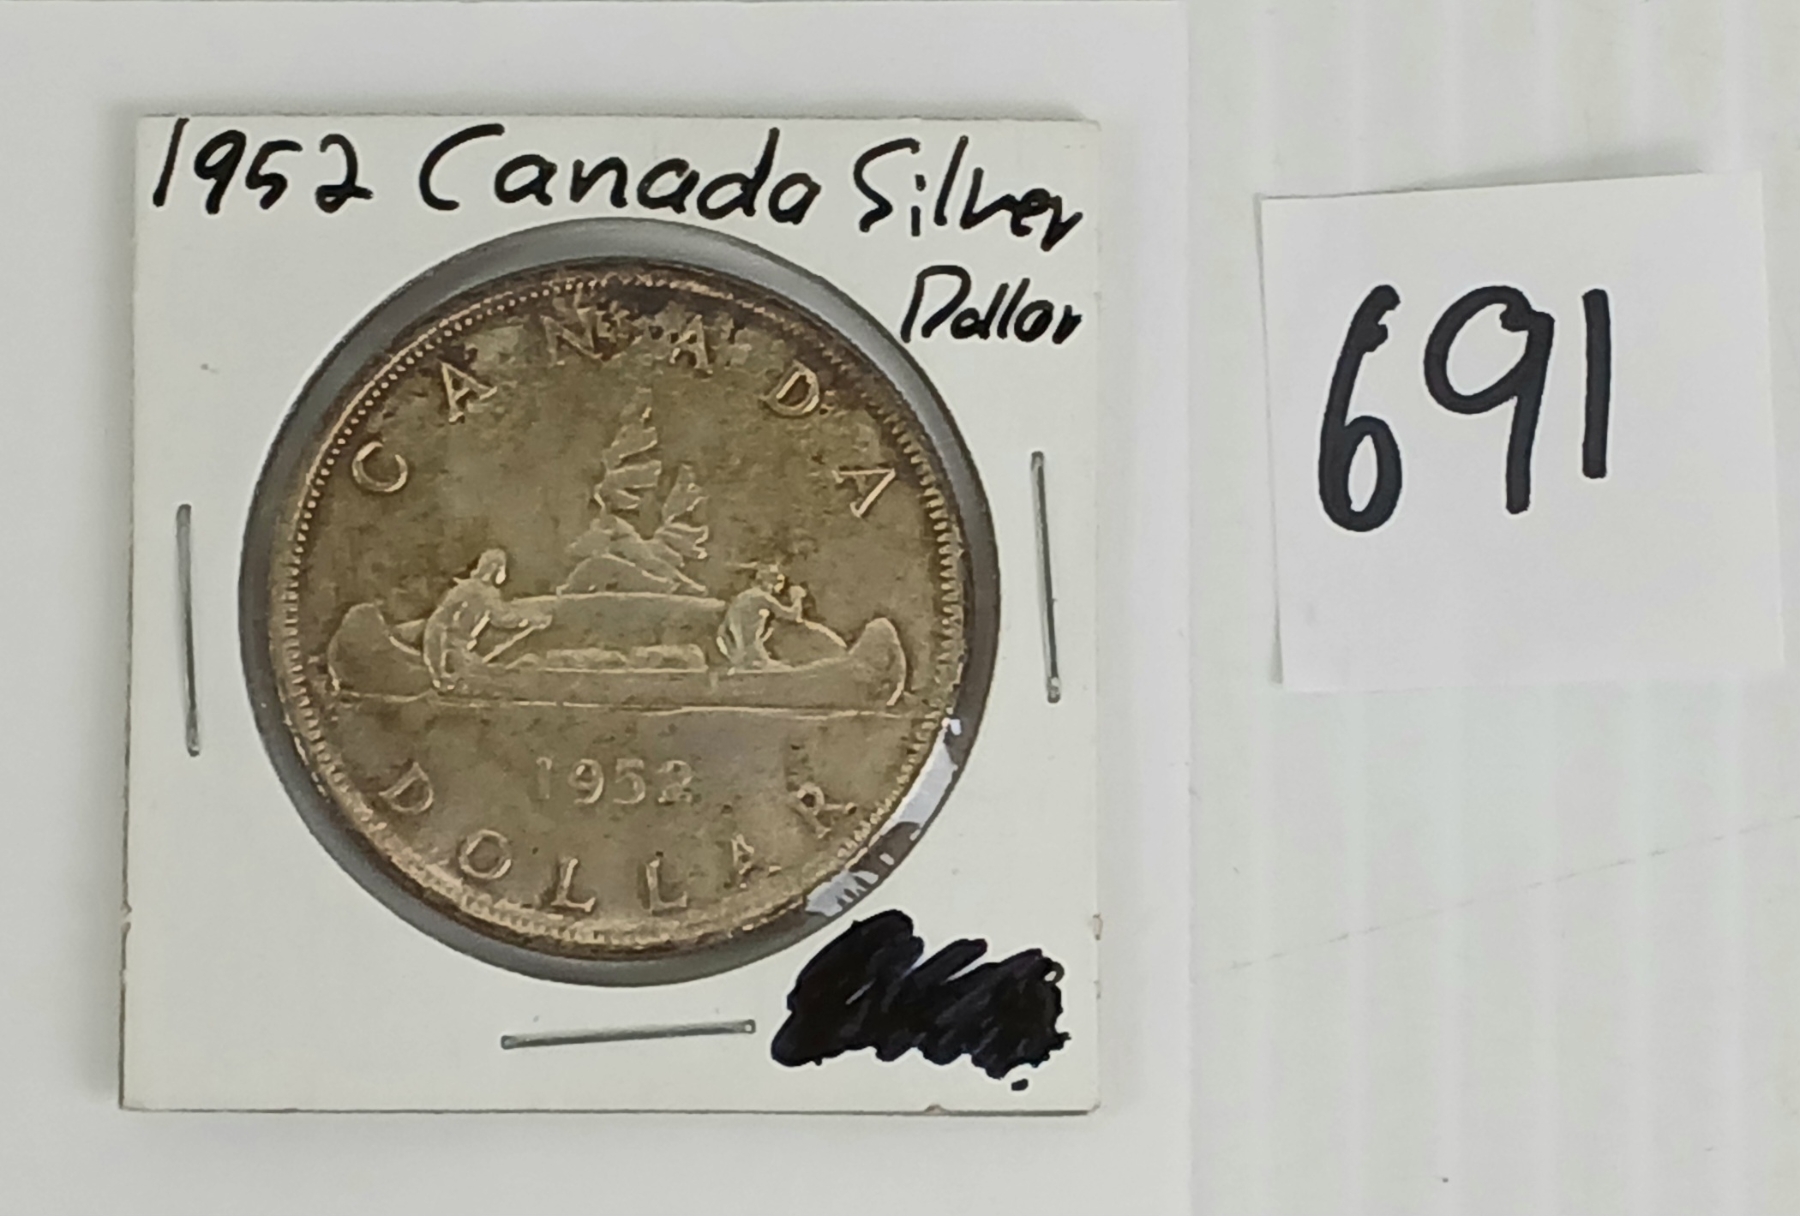 1952 Canada Silver
Dollar
CANADA
1952
DOLLAR
691